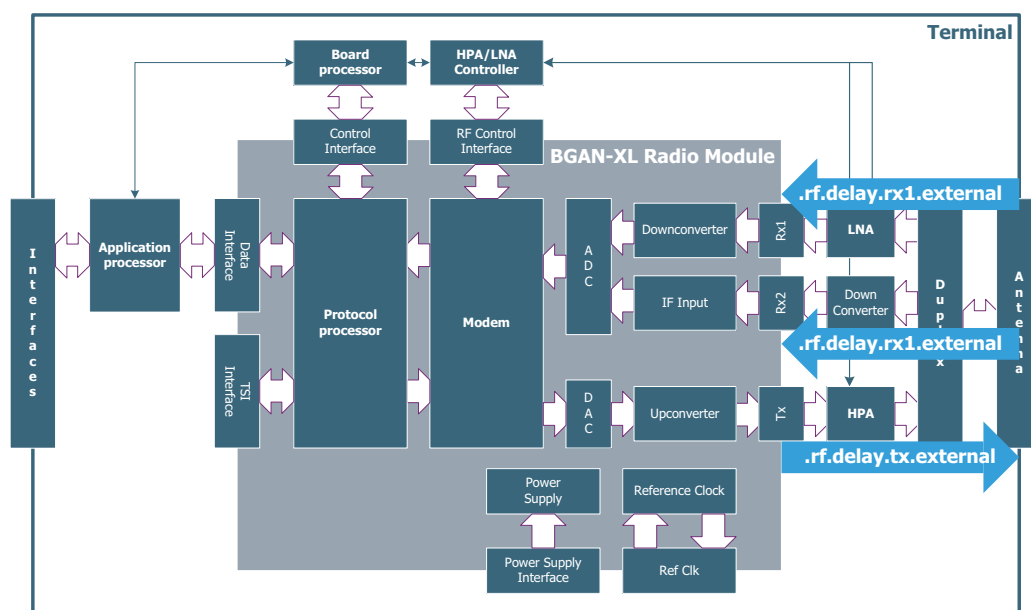 Terminal
Board
processor
HPA/LNA
Controller
Control
Interface
RF Control
Interface
BGAN-XL Radio Module
.rf.delay.rx1.external
Interfaces
Application
processor
Data
Interface
Protocol
processor
Modem
ADC
Downconverter
Rx1
LNA
IF Input
Rx2
Down
Converter
Antenna
.rf.delay.rx1.external
TSI
Interface
DAC
Upconverter
Tx
HPA
.rf.delay.tx.external
Power
Supply
Reference Clock
Power Supply
Interface
Ref Clk